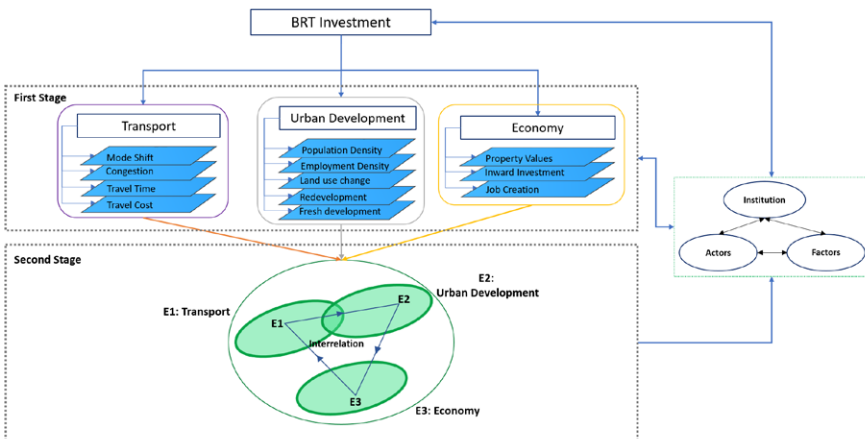 BRT Investment
First Stage
Transport
Mode Shift
Congestion
Travel Time
Travel Cost
Urban Development
Population Density
Employment Density
Land use change
Redevelopment
Fresh development
Economy
Property Values
Inward Investment
Job Creation
Institution
Actors
Factors
Second Stage
E1: Transport
E2:
Urban Development
E1
E2
Interrelation
E3
E3: Economy